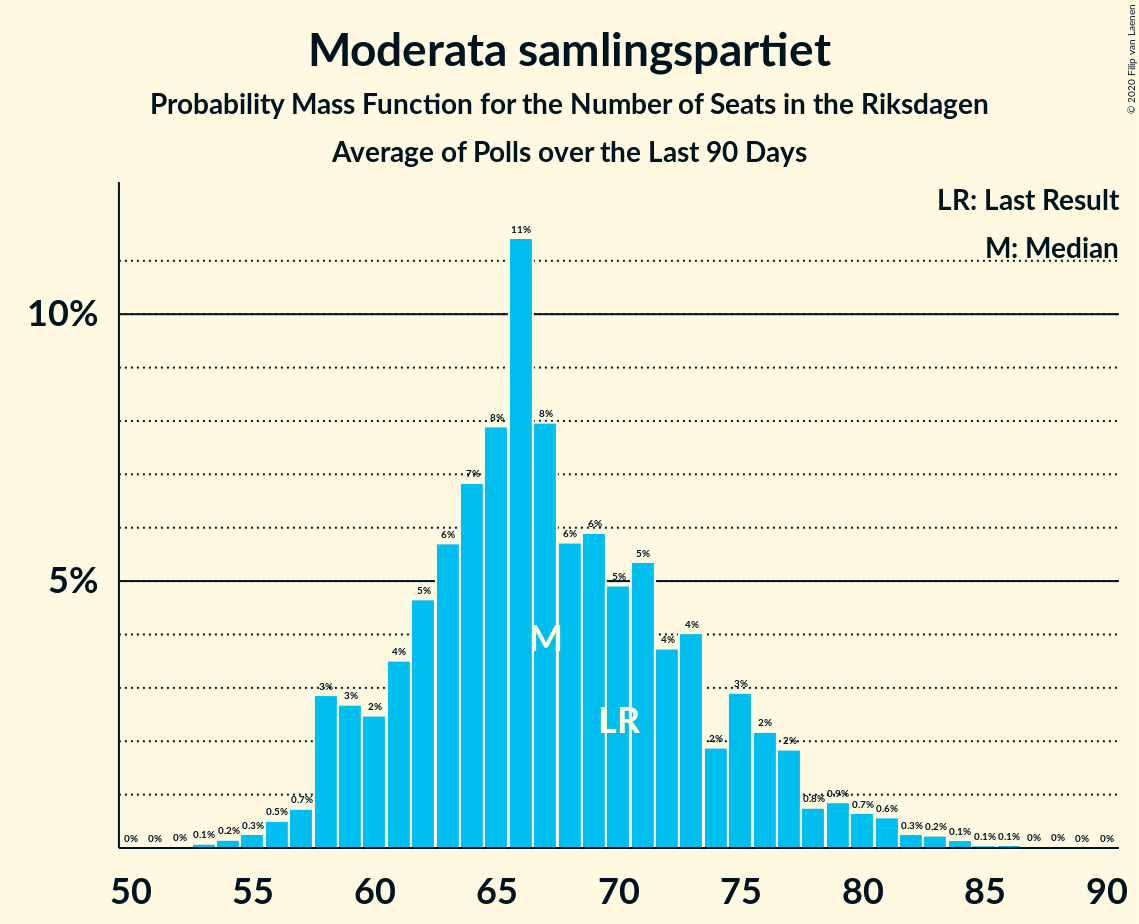 Moderata samlingspartiet
Probability Mass Function for the Number of Seats in the Riksdagen
Average of Polls over the Last 90 Days
© 2020 Filip van Laenen
LR: Last Result
M: Median
10%
5%
0% 0% 0% 0.1% 0.2% 0.3% 0.5% 0.7% 3% 3% 2% 4% 5% 6% 7% 8% 11% 8% 6% 6% 5% 5% 4% 4% 2% 3% 2% 2% 0.8% 0.9% 0.7% 0.6% 0.3% 0.2% 0.1% 0.1% 0.1% 0% 0% 0% 0%
M
LR
50 55 60 65 70 75 80 85 90